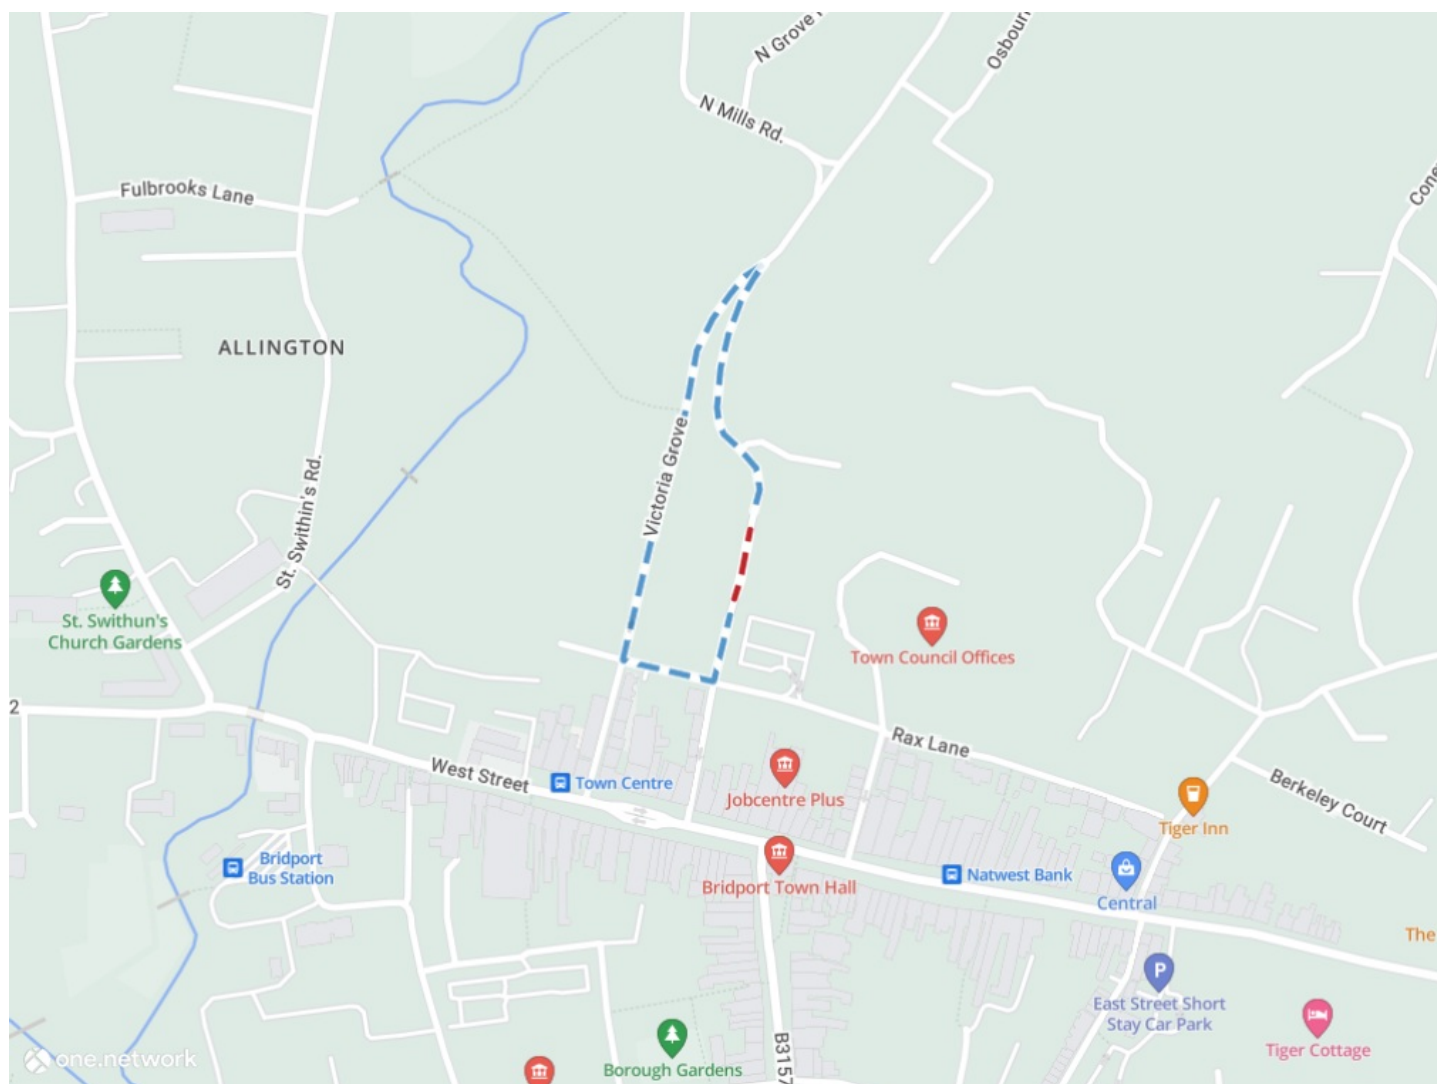 N Grove
Osbour
N Mills Rd.
Fulbrooks Lane
Cone
ALLINGTON
Victoria Grove
St. Swithin's Rd.
St. Swithun's
Church Gardens
Town Council Offices
2
Rax Lane
West Street
Town Centre
Jobcentre Plus
Berkeley Court
Tiger Inn
Bridport
Bus Station
Bridport Town Hall
Natwest Bank
Central
The
P
East Street Short
Stay Car Park
B3157
Tiger Cottage
one.network
Borough Gardens